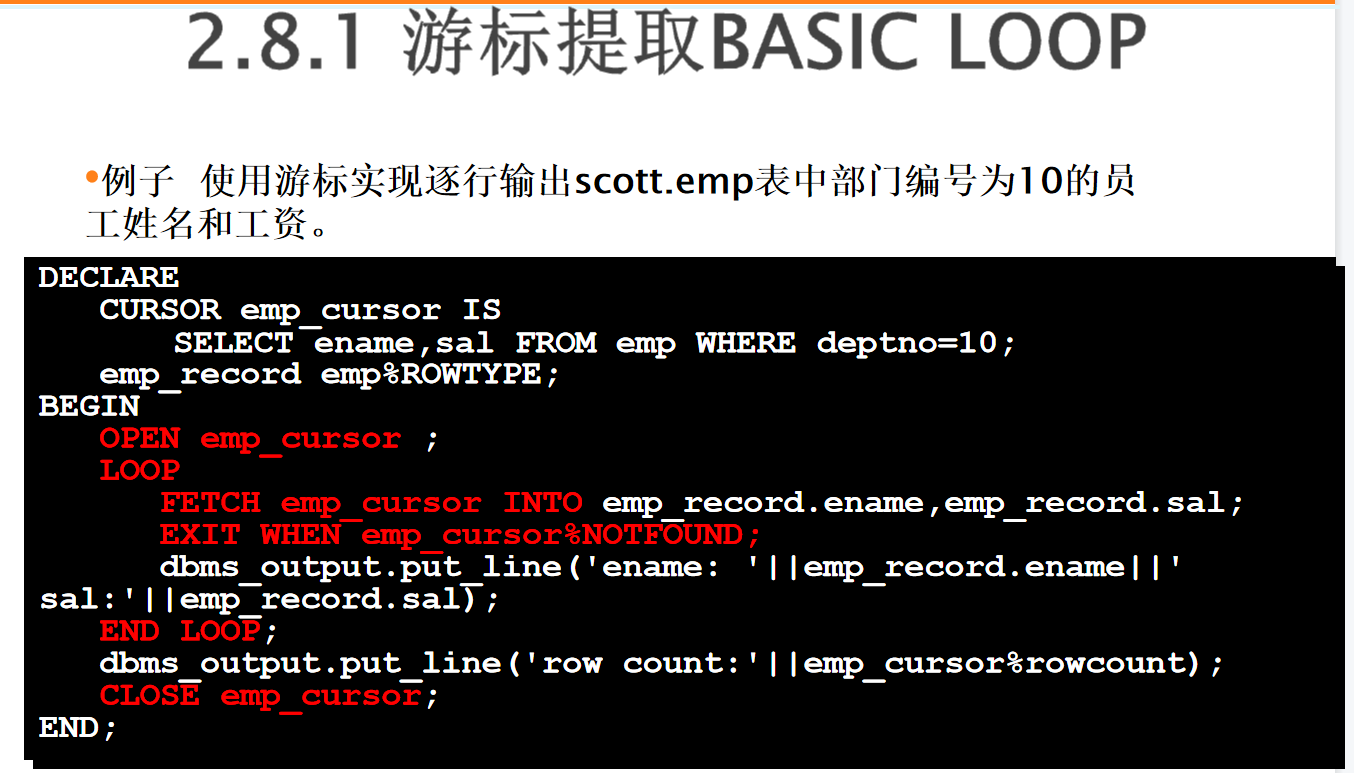 2.8.1 游标提取BASIC LOOP
•例子 使用游标实现逐行输出scott.emp表中部门编号为10的员
工姓名和工资。
DECLARE
CURSOR emp_cursor IS
SELECT ename,sal FROM emp WHERE deptno=10;
emp_record emp%ROWTYPE;
BEGIN
OPEN emp_cursor ;
LOOP
FETCH emp_cursor INTO emp_record.ename,emp_record.sal;
EXIT WHEN emp_cursor%NOTFOUND;
dbms_output.put_line('ename: '||emp_record.ename||'
sal:'||emp_record.sal);
END LOOP;
dbms_output.put_line('row count:'||emp_cursor%rowcount);
CLOSE emp_cursor;
END;